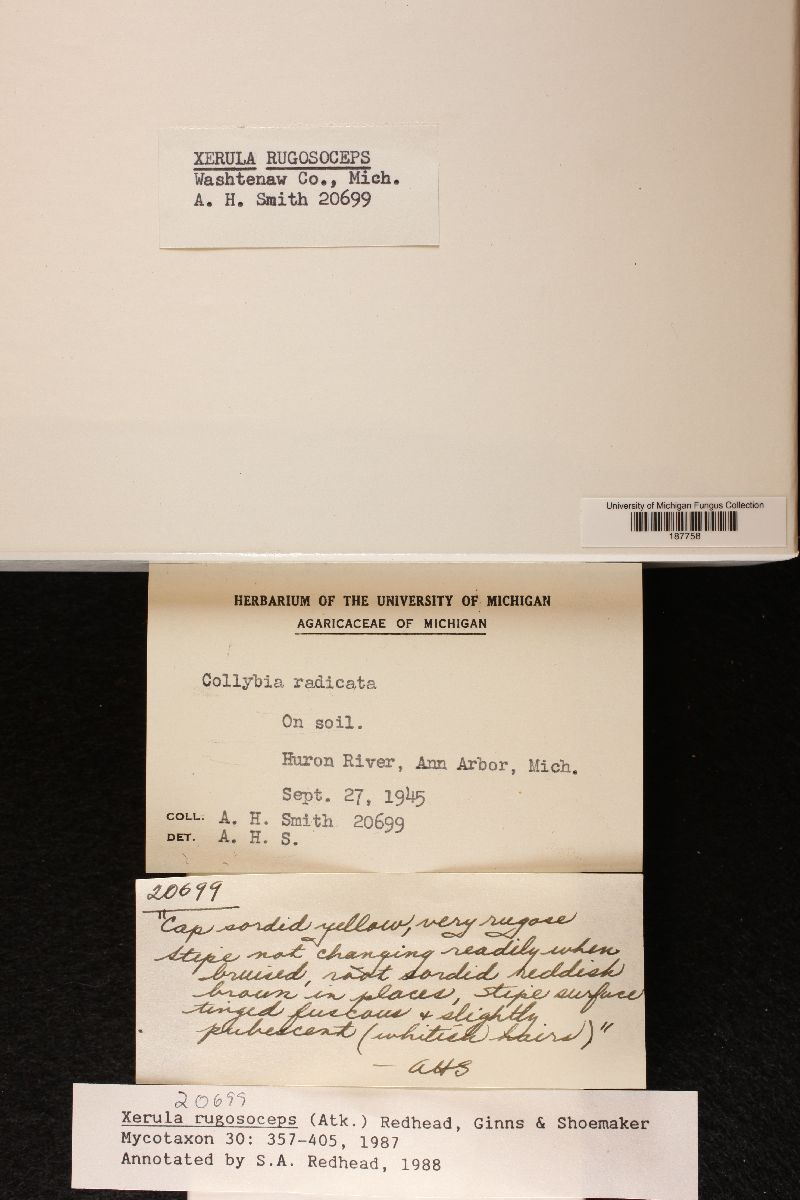 XERULA RUGOSOCEPS
Washtenaw Co., Mich.
A. H. Smith 20699
University of Michigan Fungus Collection
187758
HERBARIUM OF THE UNIVERSITY OF MICHIGAN
AGARICACEAE OF MICHIGAN
Collybia radicata
On soil.
Huron River, Ann Arbor, Mich.
Sept. 27, 1945
COLL. A. H. Smith 20699
DET. A. H. S.
20699
"Cap sordid yellow, very rugose
stipe not changing readily when
bruised, root sordid reddish
brown in places, stipe surface
tinged fuscous & slightly
pubescent (whitish hairs)"
- AHS
20699
Xerula rugosoceps (Atk.) Redhead, Ginns & Shoemaker
Mycotaxon 30: 357-405, 1987
Annotated by S.A. Redhead, 1988